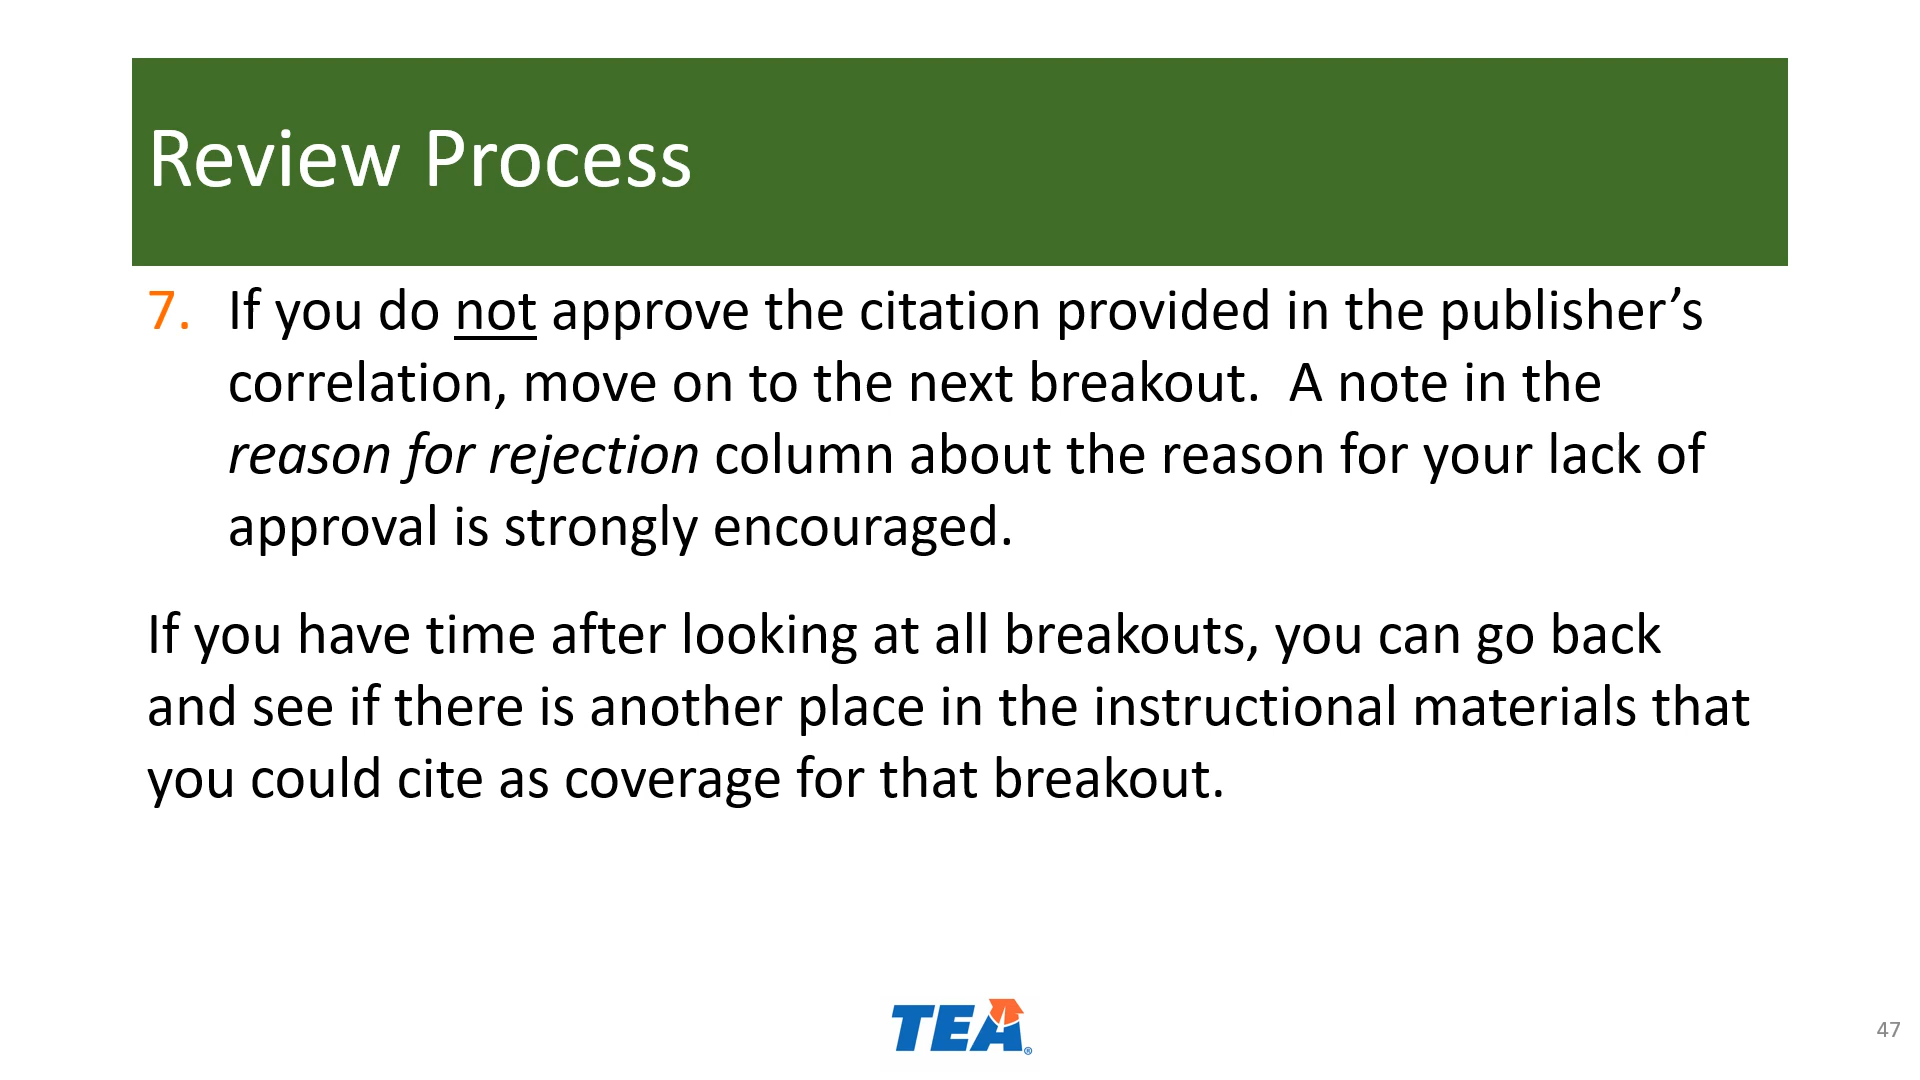 Review Process
7. If you do not approve the citation provided in the publisher’s
correlation, move on to the next breakout.  A note in the
reason for rejection column about the reason for your lack of
approval is strongly encouraged.
If you have time after looking at all breakouts, you can go back
and see if there is another place in the instructional materials that
you could cite as coverage for that breakout.
TEA®
47